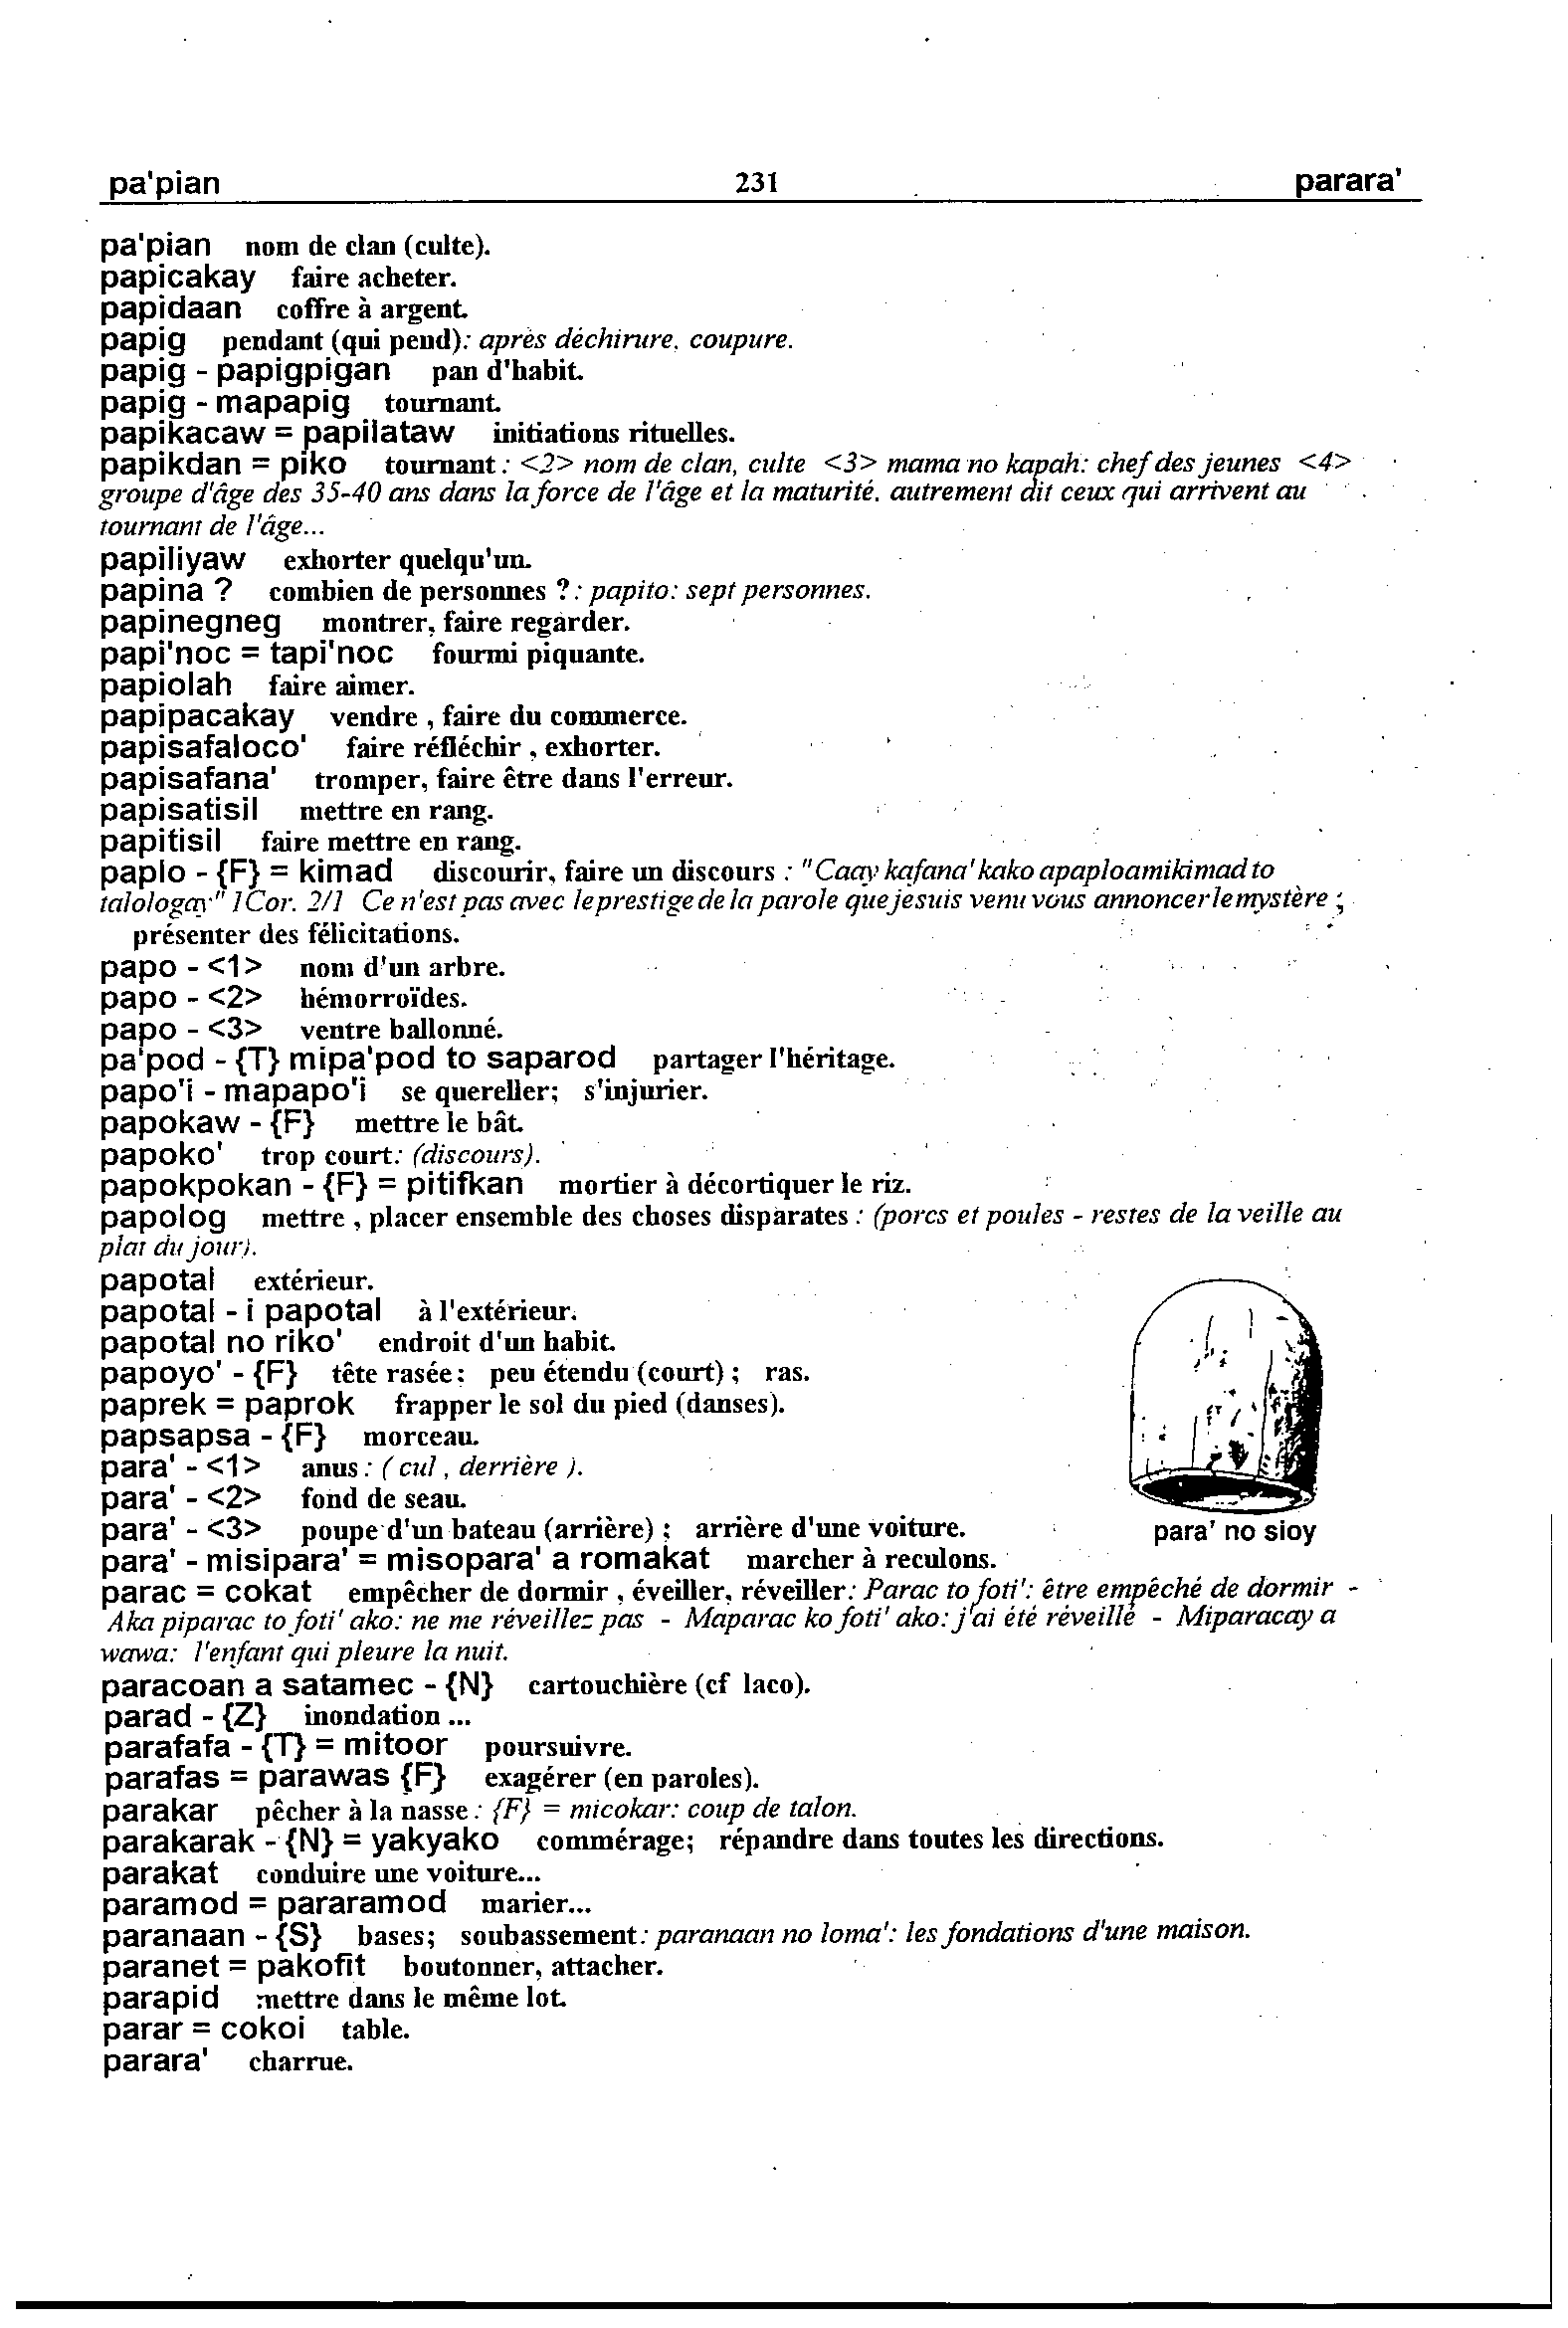 pa'pian 231 parara'
pa'pian nom de clan (culte).
papicakay faire acheter.
papidaan coffre à argent.
papig pendant (qui pend): après déchirure, coupure.
papig - papigpigan pan d'habit.
papig - mapapig tournant.
papikacaw = papilataw initiations rituelles.
papikdan = piko tournant : <2> nom de clan, culte <3> mama no kapah: chef des jeunes <4>
groupe d'âge des 35-40 ans dans la force de l'âge et la maturité, autrement dit ceux qui arrivent au
tournant de l'âge...
papiliyaw exhorter quelqu'un.
papina ? combien de personnes ? : papito: sept personnes.
papinegneg montrer, faire regarder.
papi'noc = tapi'noc fourmi piquante.
papiolah faire aimer.
papipacakay vendre , faire du commerce.
papisafaloco' faire réfléchir , exhorter.
papisafana' tromper, faire être dans l'erreur.
papisatisil mettre en rang.
papitisil faire mettre en rang.
paplo - {F} = kimad discourir, faire un discours : "Caay kafana' kako apaploamikimad to
talologay" 1Cor. 2/1 Ce n'est pas avec le prestige de la parole que je suis venu vous annoncer le mystère ;
présenter des félicitations.
papo - <1> nom d'un arbre.
papo - <2> hémorroïdes.
papo - <3> ventre ballonné.
pa'pod - {T} mipa'pod to saparod partager l'héritage.
papo'i - mapapo'i se quereller; s'injurier.
papokaw - {F} mettre le bât.
papoko' trop court: (discours).
papokpokan - {F} = pitifkan mortier à décortiquer le riz.
papolog mettre , placer ensemble des choses disparates : (porcs et poules - restes de la veille au
plat du jour).
papotal extérieur.
papotal - i papotal à l'extérieur.
papotal no riko' endroit d'un habit.
papoyo' - {F} tête rasée; peu étendu (court) ; ras.
paprek = paprok frapper le sol du pied (danses).
papsapsa - {F} morceau.
para' - <1> anus : ( cul , derrière ).
para' - <2> fond de seau.
para' - <3> poupe d'un bateau (arrière) ; arrière d'une voiture.
para' no sioy
para' - misipara' = misopara' a romakat marcher à reculons.
parac = cokat empêcher de dormir , éveiller, réveiller: Parac to foti': être empêché de dormir -
Aka piparac to foti' ako: ne me réveillez pas - Maparac ko foti' ako: j'ai été réveillé - Miparacay a
wawa: l'enfant qui pleure la nuit.
paracoan a satamec - {N} cartouchière (cf laco).
parad - {Z} inondation ...
parafafa - {T} = mitoor poursuivre.
parafas = parawas {F} exagérer (en paroles).
parakar pêcher à la nasse : {F} = micokar: coup de talon.
parakarak - {N} = yakyako commérage; répandre dans toutes les directions.
parakat conduire une voiture...
paramod = pararamod marier...
paranaan - {S} bases; soubassement: paranaan no loma': les fondations d'une maison.
paranet = pakofit boutonner, attacher.
parapid mettre dans le même lot.
parar = cokoi table.
parara' charrue.